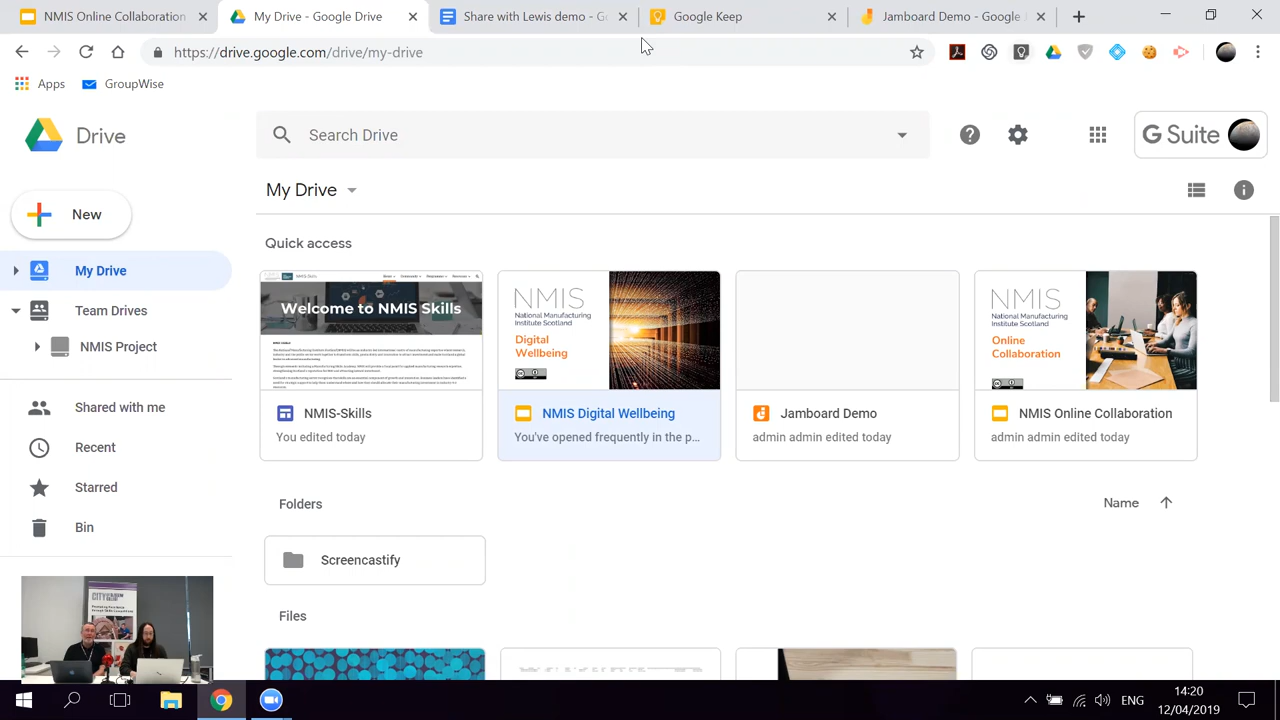 NMIS Online Collaboration
My Drive - Google Drive
Share with Lewis demo - G
Google Keep
Jamboard Demo - Google J
https://drive.google.com/drive/my-drive
Apps
GroupWise
Drive
Search Drive
G Suite
New
My Drive
Quick access
My Drive
Team Drives
NMIS Project
Shared with me
Recent
Starred
Bin
NMIS-Skills
Welcome to NMIS Skills
NMIS-Skills
You edited today
NMIS
National Manufacturing
Institute Scotland
Digital
Wellbeing
NMIS Digital Wellbeing
You've opened frequently in the p...
Jamboard Demo
admin admin edited today
NMIS
National Manufacturing
Institute Scotland
Online
Collaboration
NMIS Online Collaboration
admin admin edited today
Folders
Name
Screencastify
Files
CITY
ENG
14:20
12/04/2019